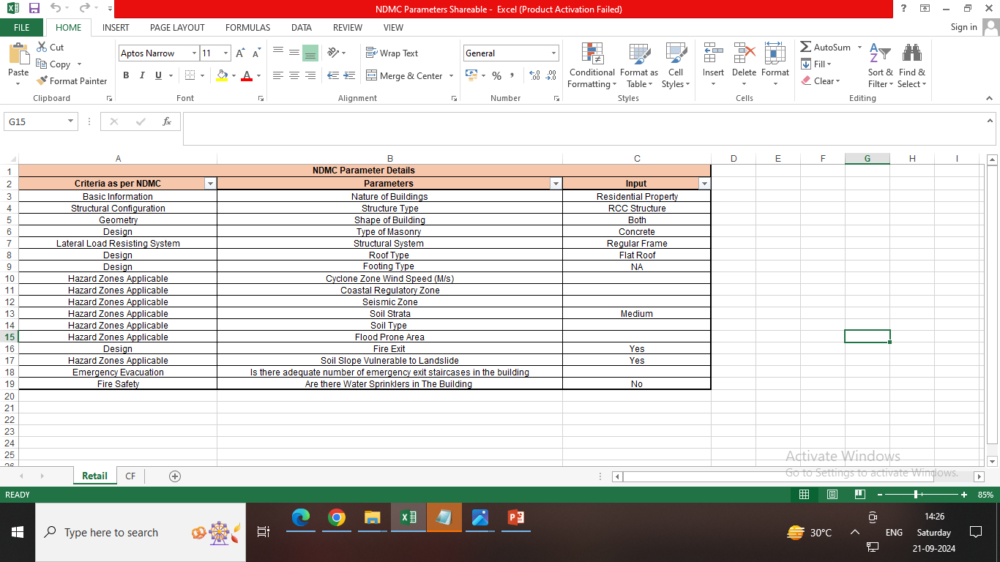 NDMC Parameters Shareable - Excel (Product Activation Failed)
FILE HOME INSERT PAGE LAYOUT FORMULAS DATA REVIEW VIEW Sign in
Paste Cut
Copy
Format Painter
Clipboard
Aptos Narrow 11
B I U
Font
Wrap Text
Merge & Center
Alignment
General
%
Number
Conditional Formatting
Format as Table
Cell Styles
Styles
Insert Delete Format
Cells
AutoSum
Fill
Clear
Sort & Filter
Find & Select
Editing
G15 fx
A B C D E F G H I
1 NDMC Parameter Details
2 Criteria as per NDMC Parameters Input
3 Basic Information Nature of Buildings Residential Property
4 Structural Configuration Structure Type RCC Structure
5 Geometry Shape of Building Both
6 Design Type of Masonry Concrete
7 Lateral Load Resisting System Structural System Regular Frame
8 Design Roof Type Flat Roof
9 Design Footing Type NA
10 Hazard Zones Applicable Cyclone Zone Wind Speed (M/s)
11 Hazard Zones Applicable Coastal Regulatory Zone
12 Hazard Zones Applicable Seismic Zone
13 Hazard Zones Applicable Soil Strata Medium
14 Hazard Zones Applicable Soil Type
15 Hazard Zones Applicable Flood Prone Area
16 Design Fire Exit Yes
17 Hazard Zones Applicable Soil Slope Vulnerable to Landslide Yes
18 Emergency Evacuation Is there adequate number of emergency exit staircases in the building
19 Fire Safety Are there Water Sprinklers in The Building No
20
21
22
23
24
25
26
Activate Windows
Go to Settings to activate Windows.
Retail CF
READY 85%
Type here to search
30°C ENG
14:26
Saturday
21-09-2024